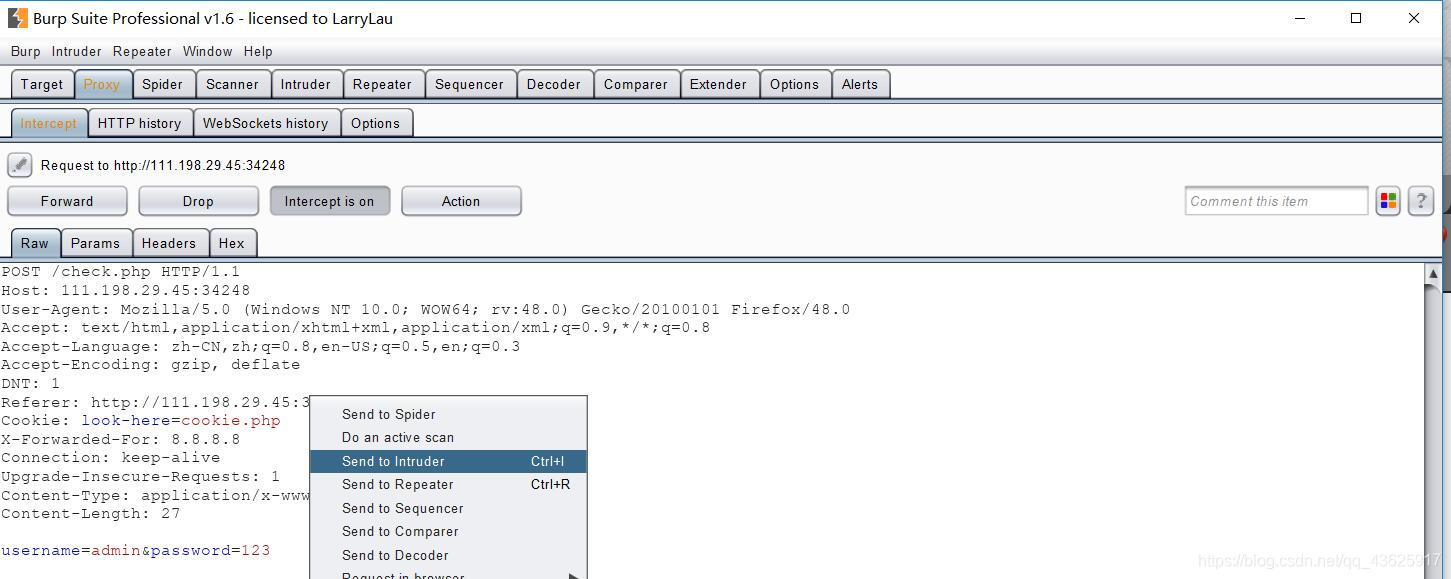 Burp Suite Professional v1.6 - licensed to LarryLau
Burp Intruder Repeater Window Help
Target Proxy Spider Scanner Intruder Repeater Sequencer Decoder Comparer Extender Options Alerts
Intercept HTTP history WebSockets history Options
Request to http://111.198.29.45:34248
Forward Drop Intercept is on Action Comment this item ?
Raw Params Headers Hex
POST /check.php HTTP/1.1
Host: 111.198.29.45:34248
User-Agent: Mozilla/5.0 (Windows NT 10.0; WOW64; rv:48.0) Gecko/20100101 Firefox/48.0
Accept: text/html,application/xhtml+xml,application/xml;q=0.9,*/*;q=0.8
Accept-Language: zh-CN,zh;q=0.8,en-US;q=0.5,en;q=0.3
Accept-Encoding: gzip, deflate
DNT: 1
Referer: http://111.198.29.45:3
Cookie: look-here=cookie.php
X-Forwarded-For: 8.8.8.8
Connection: keep-alive
Upgrade-Insecure-Requests: 1
Content-Type: application/x-www
Content-Length: 27
username=admin&password=123
Send to Spider
Do an active scan
Send to Intruder Ctrl+I
Send to Repeater Ctrl+R
Send to Sequencer
Send to Comparer
Send to Decoder
Request in browser
https://blog.csdn.net/qq_43625917